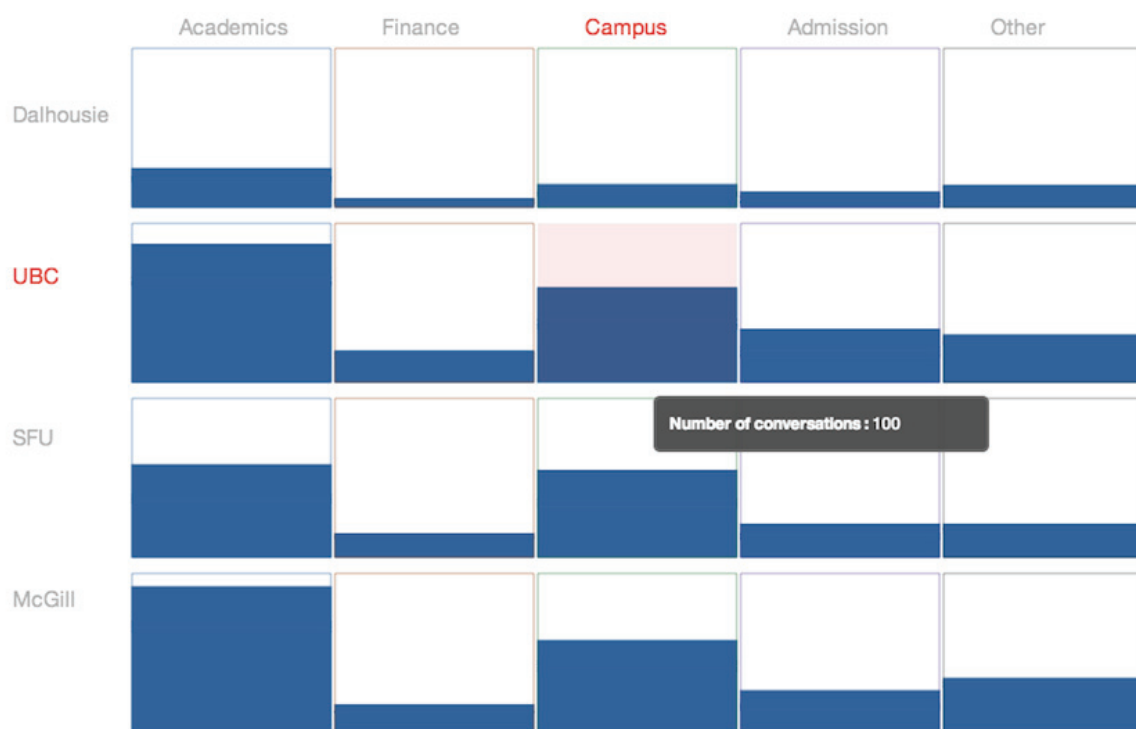 Academics Finance Campus Admission Other
Dalhousie
UBC
SFU
Number of conversations : 100
McGill